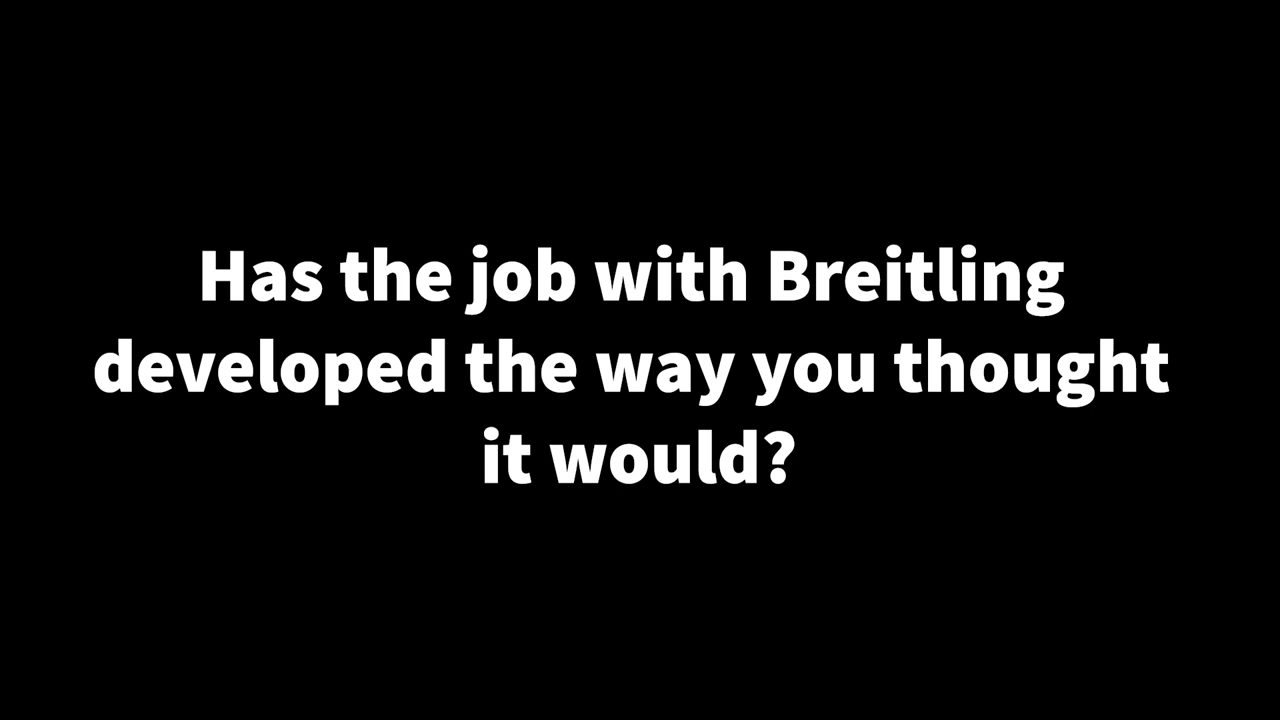 Has the job with Breitling
developed the way you thought
it would?